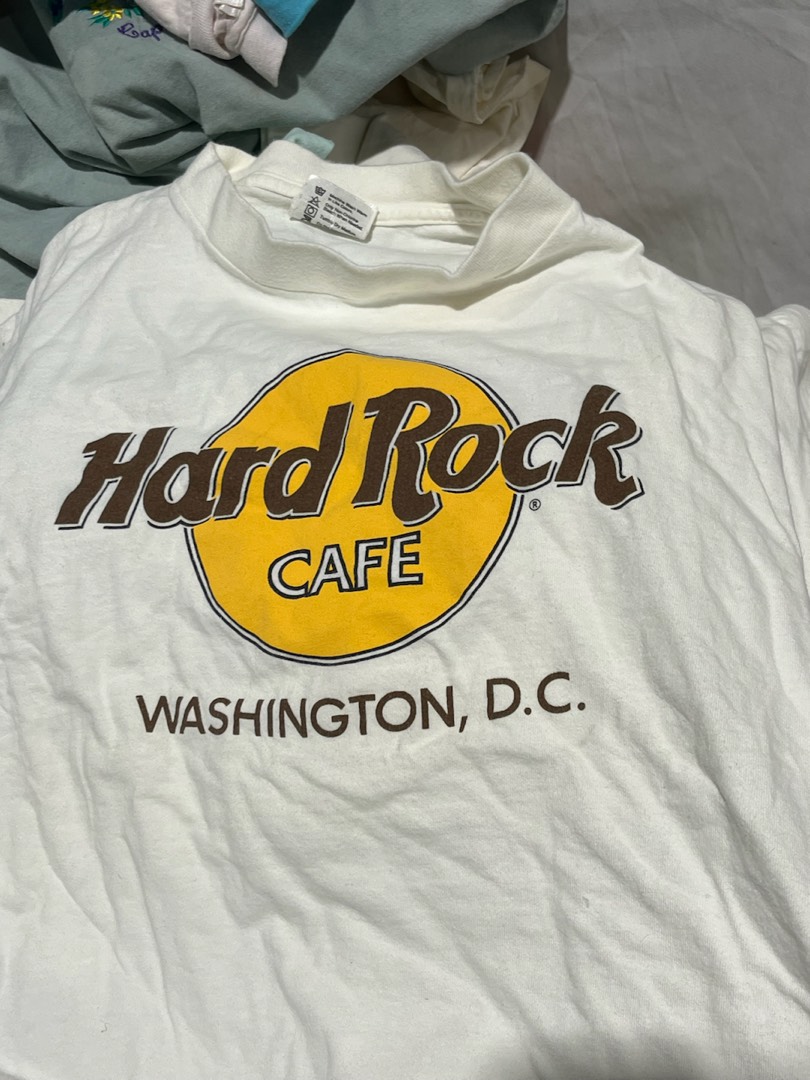 Hard Rock
®
CAFE
WASHINGTON, D.C.